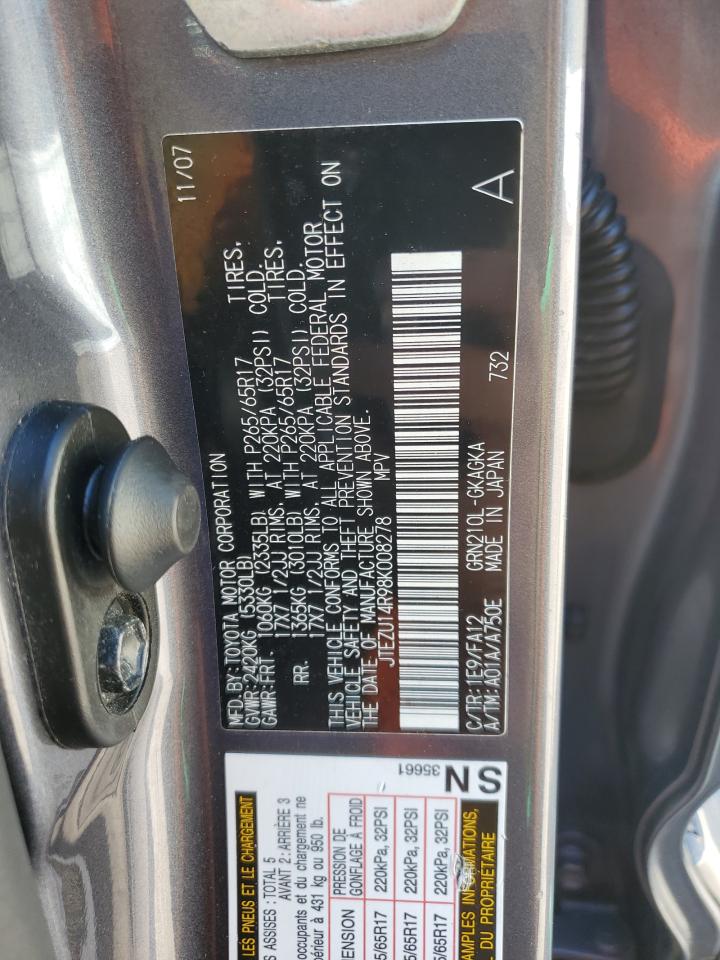 11/07
MFD.BY:TOYOTA MOTOR CORPORATION
GVWR:2420KG (5330LB)
GAWR:FRT. 1060KG (2335LB) WITH P265/65R17 TIRES.
17X7 1/2JJ RIMS. AT 220KPA (32PSI) COLD.
RR. 1365KG (3010LB) WITH P265/65R17 TIRES.
17X7 1/2JJ RIMS. AT 220KPA (32PSI) COLD.
THIS VEHICLE CONFORMS TO ALL APPLICABLE FEDERAL MOTOR
VEHICLE SAFETY AND THEFT PREVENTION STANDARDS IN EFFECT ON
THE DATE OF MANUFACTURE SHOWN ABOVE.
JTEZU14R98K008278 MPV
C/TR:1E9/FA12 GRN210L-GKAGKA 732
A/TM:A01A/A750E MADE IN JAPAN
A
LES PNEUS ET LE CHARGEMENT
S ASSISES : TOTAL 5
AVANT 2 : ARRIÈRE 3
occupants et du chargement ne
431 kg ou 950 lb.
PRESSION DE
GONFLAGE À FROID
5/65R17 220kPa, 32PSI
5/65R17 220kPa, 32PSI
5/65R17 220kPa, 32PSI
DU PROPRIÉTAIRE
SN
35661